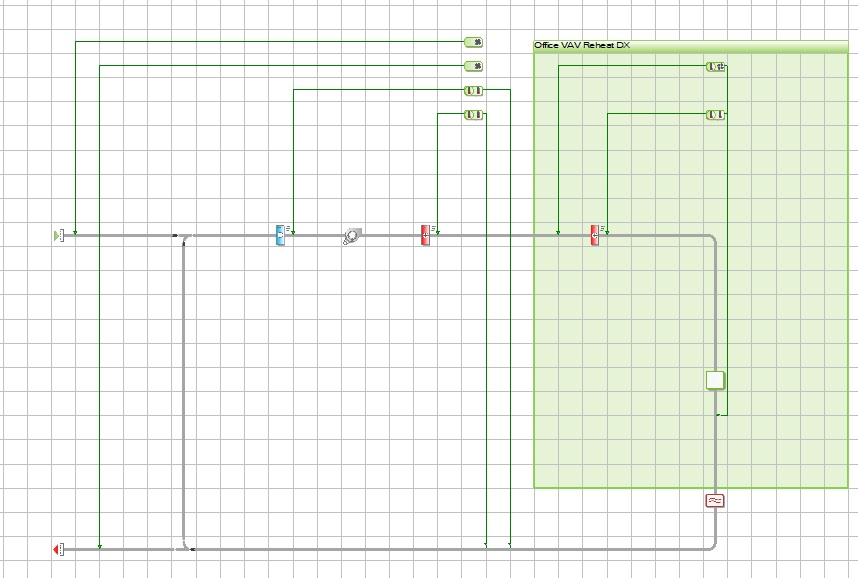 Office VAV Reheat DX